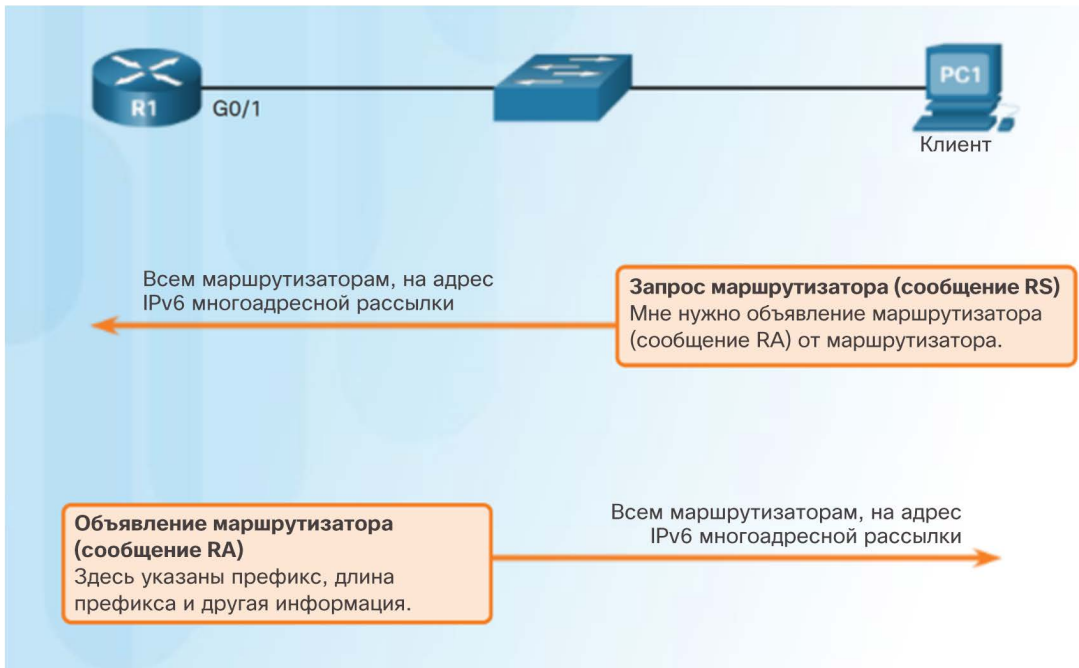 R1
G0/1
PC1
Клиент
Всем маршрутизаторам, на адрес
IPv6 многоадресной рассылки
Запрос маршрутизатора (сообщение RS)
Мне нужно объявление маршрутизатора
(сообщение RA) от маршрутизатора.
Объявление маршрутизатора
(сообщение RA)
Здесь указаны префикс, длина
префикса и другая информация.
Всем маршрутизаторам, на адрес
IPv6 многоадресной рассылки